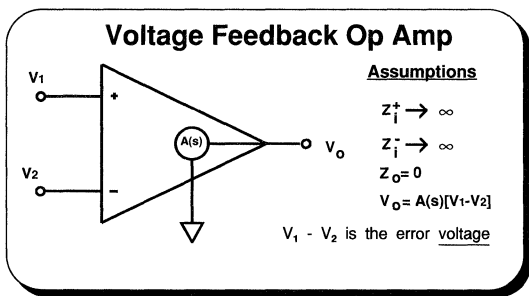 Voltage Feedback Op Amp
Assumptions
V1
+
Zi+ → ∞
A(s)
Vo
Zi- → ∞
V2
Zo = 0
−
Vo = A(s)[V1-V2]
V1 - V2 is the error voltage